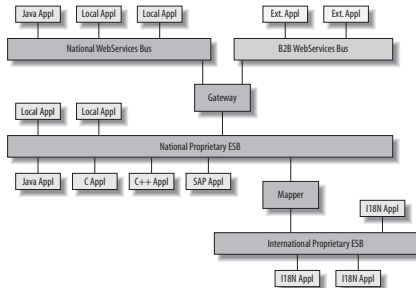 Java Appl Local Appl Local Appl Ext. Appl Ext. Appl
National WebServices Bus B2B WebServices Bus
Gateway
Local Appl Local Appl
National Proprietary ESB
Java Appl C Appl C++ Appl SAP Appl
Mapper
I18N Appl
International Proprietary ESB
I18N Appl I18N Appl